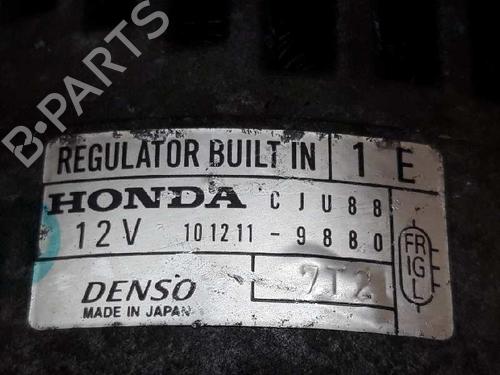 B-PARTS
REGULATOR BUILT IN 1 E
HONDA CJU88
12V 101211-9880
FR
IG
L
DENSO 7T2
MADE IN JAPAN